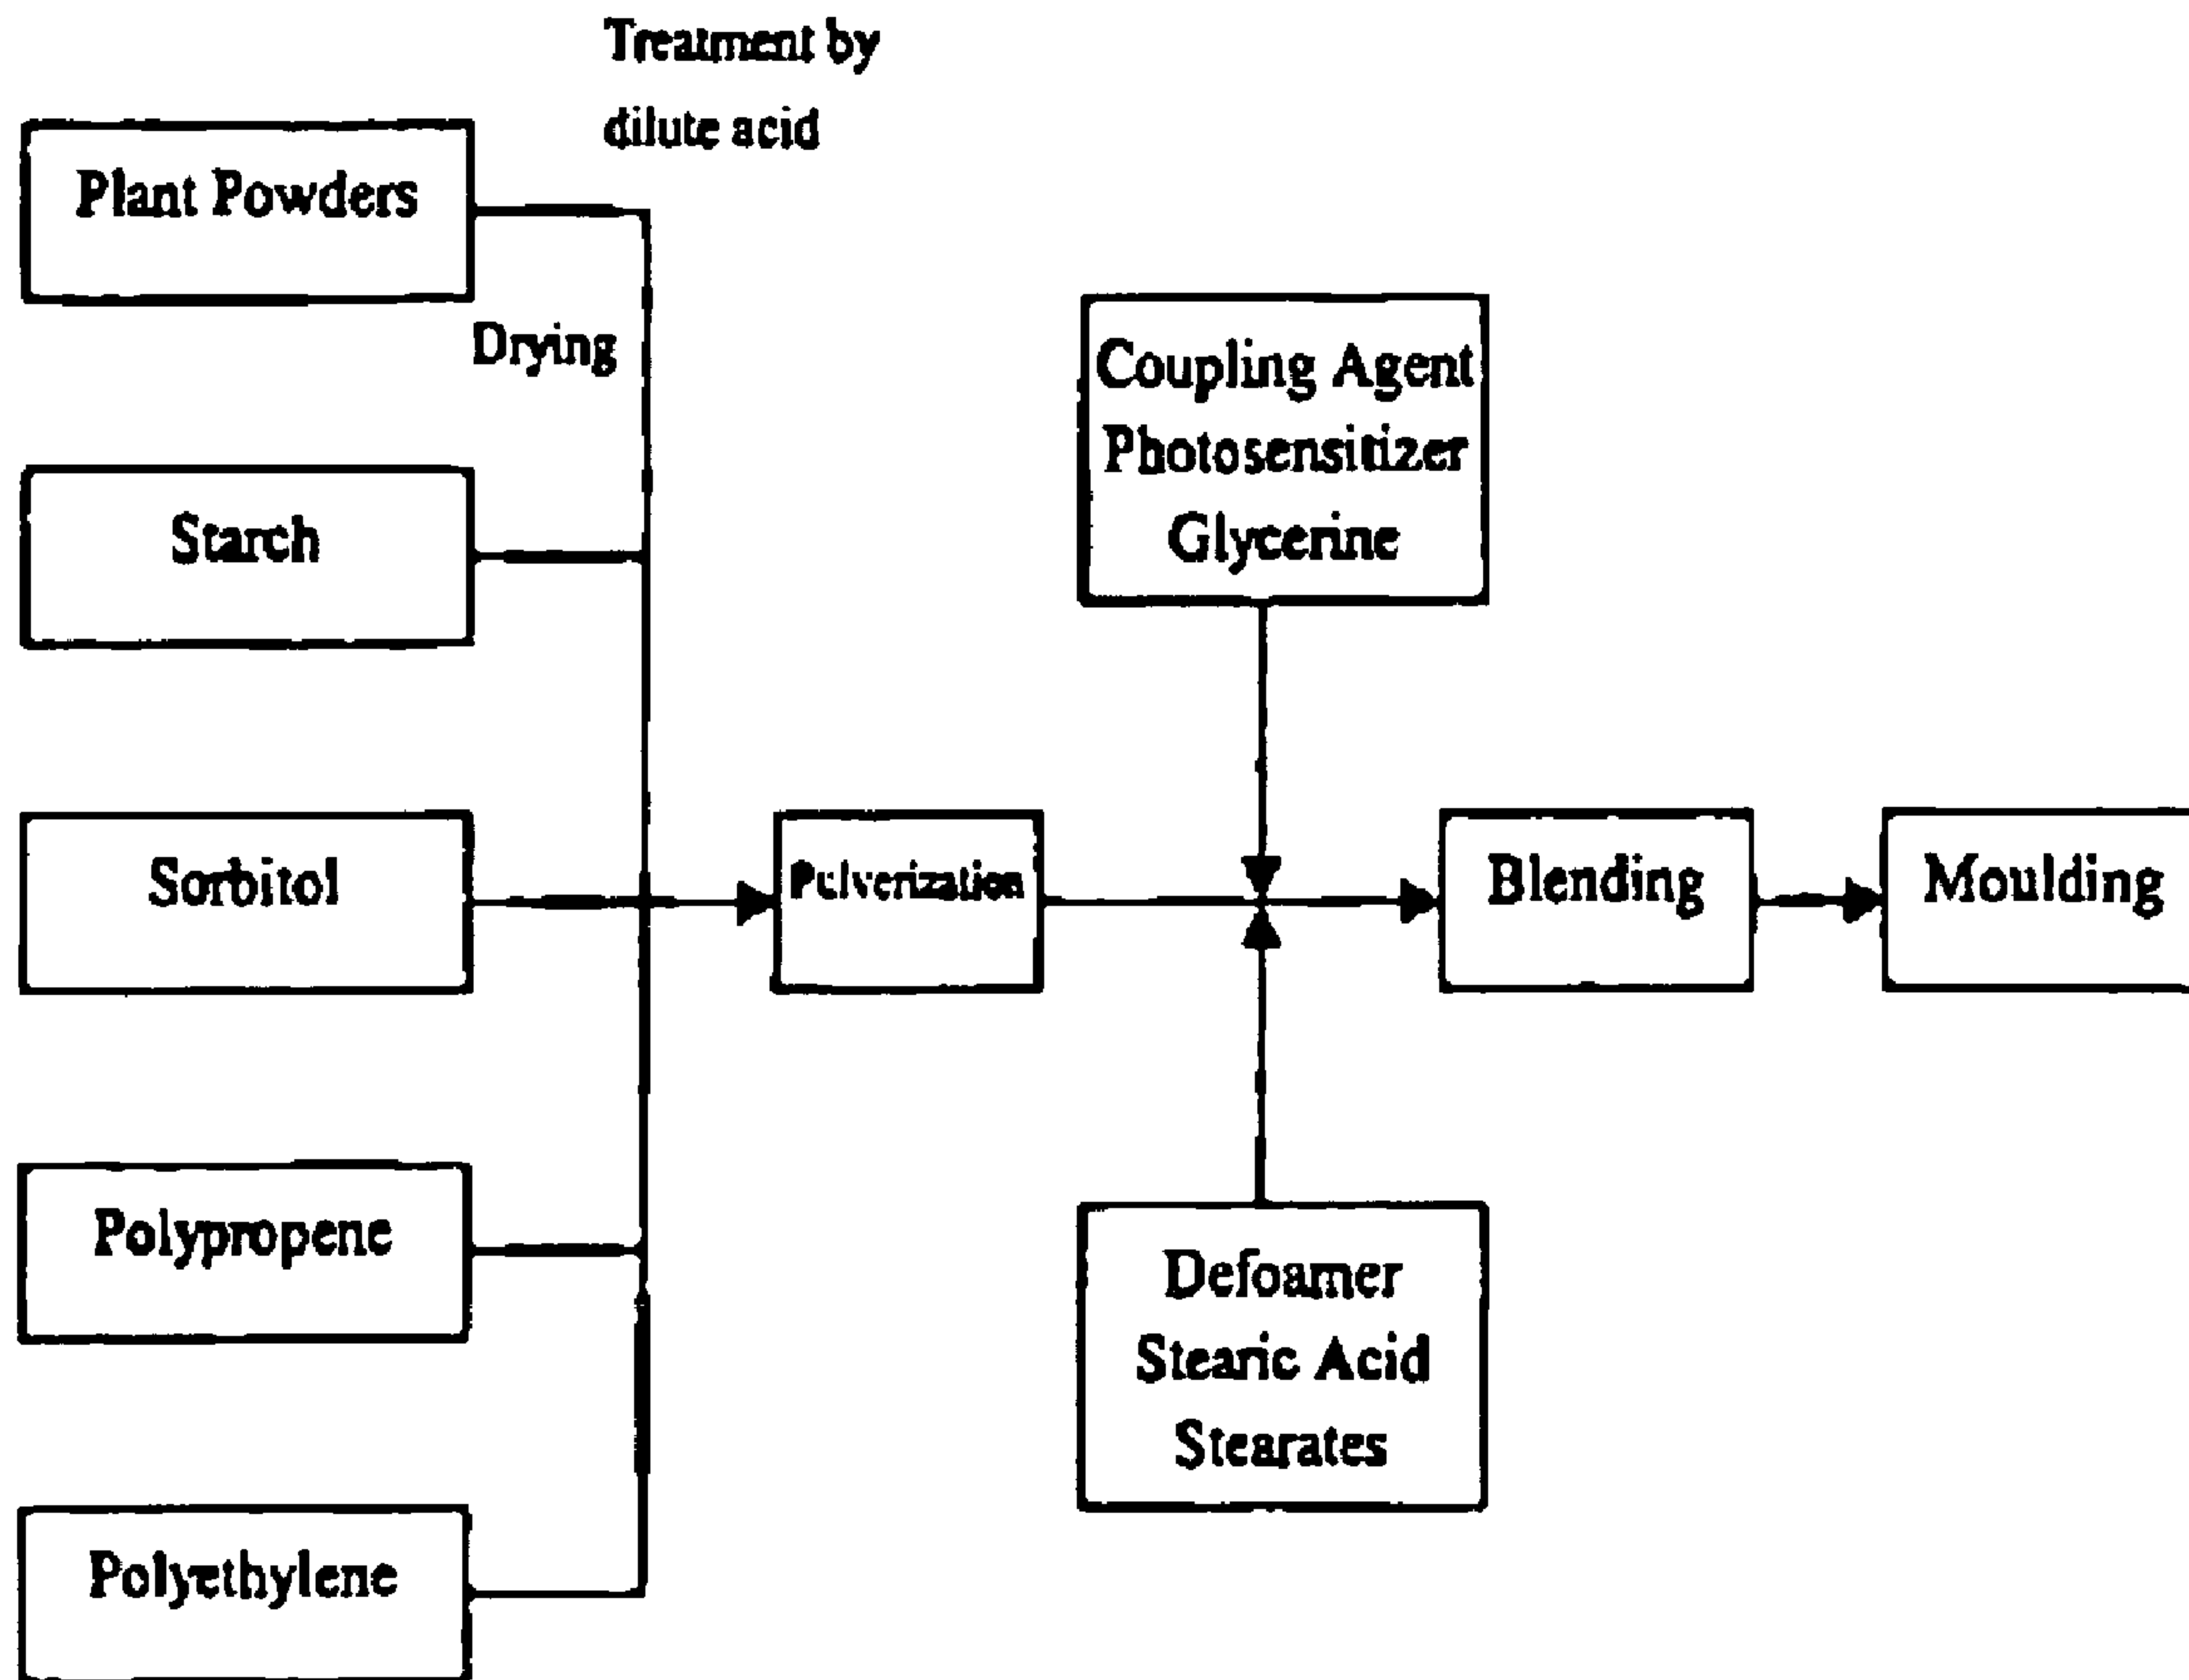 Treatment by
dilute acid
Plant Powders
Drying
Starch
Sorbitol
Polypropene
Polyethylene
Pulverization
Coupling Agent
Photosensitizer
Glycerine
Defoamer
Stearic Acid
Stearates
Blending
Moulding